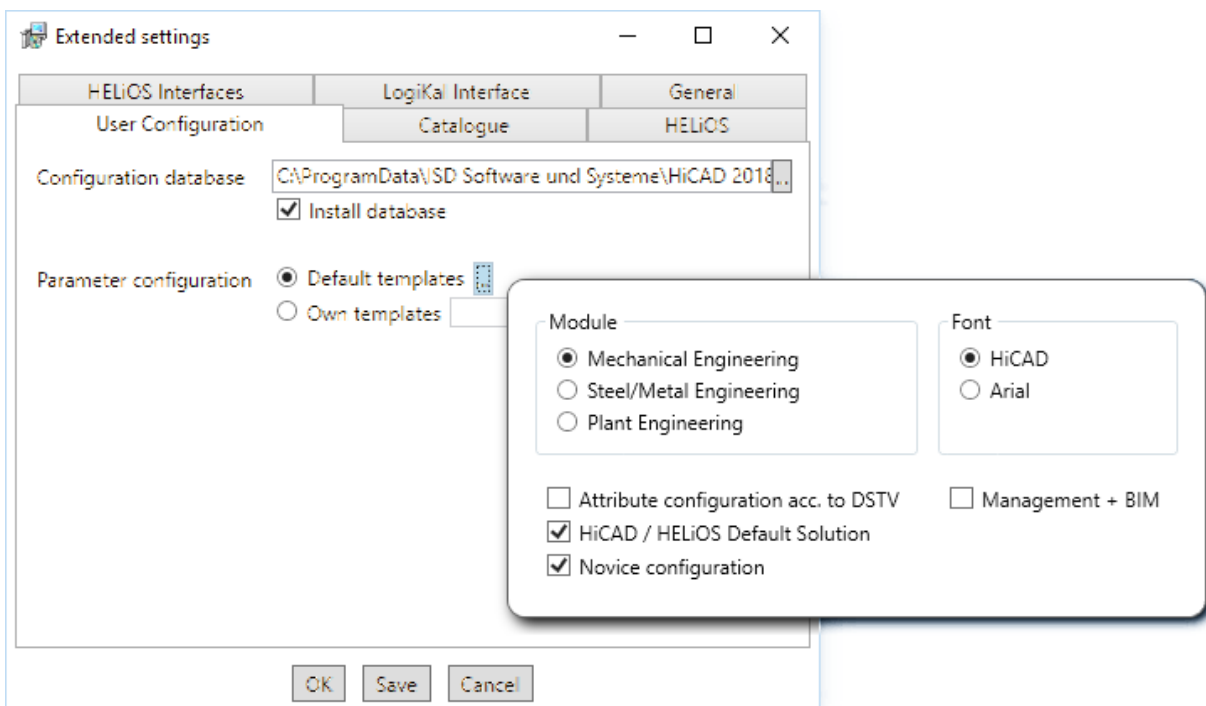 Extended settings
HELiOS Interfaces LogiKal Interface General
User Configuration Catalogue HELiOS
Configuration database C:\ProgramData\ISD Software und Systeme\HiCAD 2018 ...
Install database
Parameter configuration Default templates ...
Own templates
Module Font
Mechanical Engineering HiCAD
Steel/Metal Engineering Arial
Plant Engineering
Attribute configuration acc. to DSTV Management + BIM
HiCAD / HELiOS Default Solution
Novice configuration
OK Save Cancel